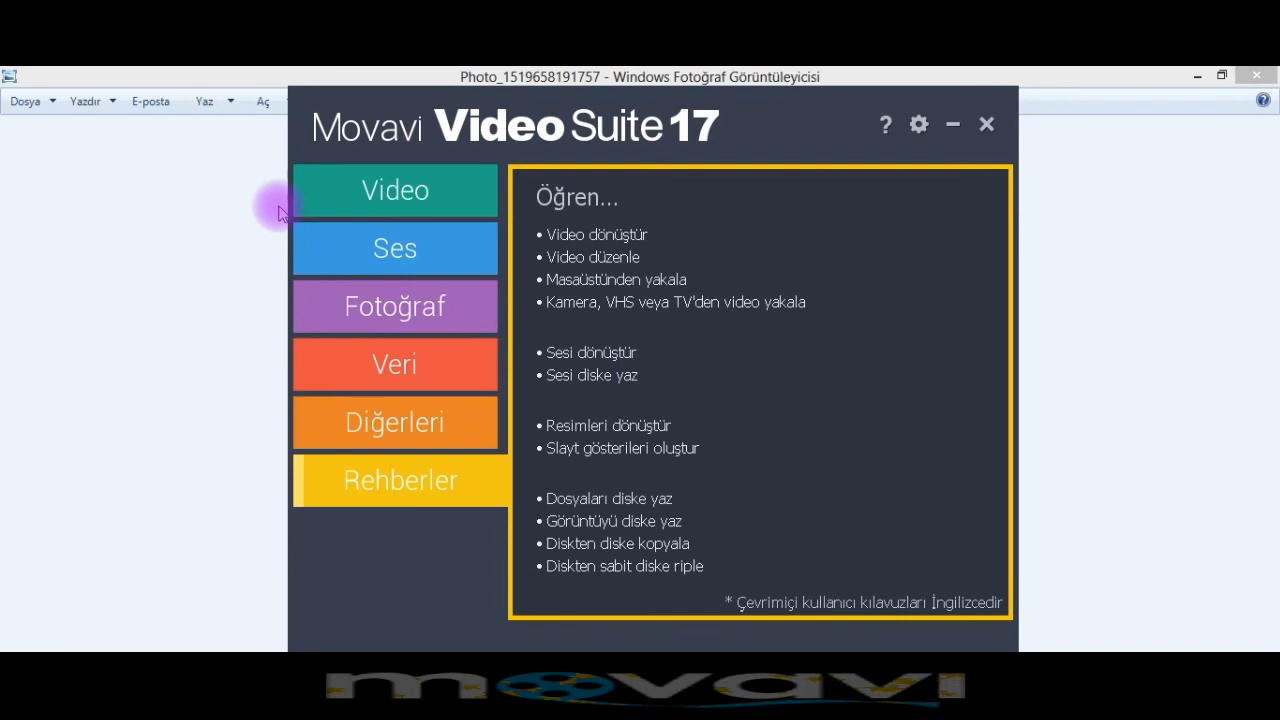 Photo_1519658191757 - Windows Fotoğraf Görüntüleyicisi
Dosya Yazdır E-posta Yaz Aç
Movavi Video Suite 17
Video
Ses
Fotoğraf
Veri
Diğerleri
Rehberler
Öğren...
• Video dönüştür
• Video düzenle
• Masaüstünden yakala
• Kamera, VHS veya TV'den video yakala
• Sesi dönüştür
• Sesi diske yaz
• Resimleri dönüştür
• Slayt gösterileri oluştur
• Dosyaları diske yaz
• Görüntüyü diske yaz
• Diskten diske kopyala
• Diskten sabit diske riple
* Çevrimiçi kullanıcı kılavuzları İngilizcedir
movavi